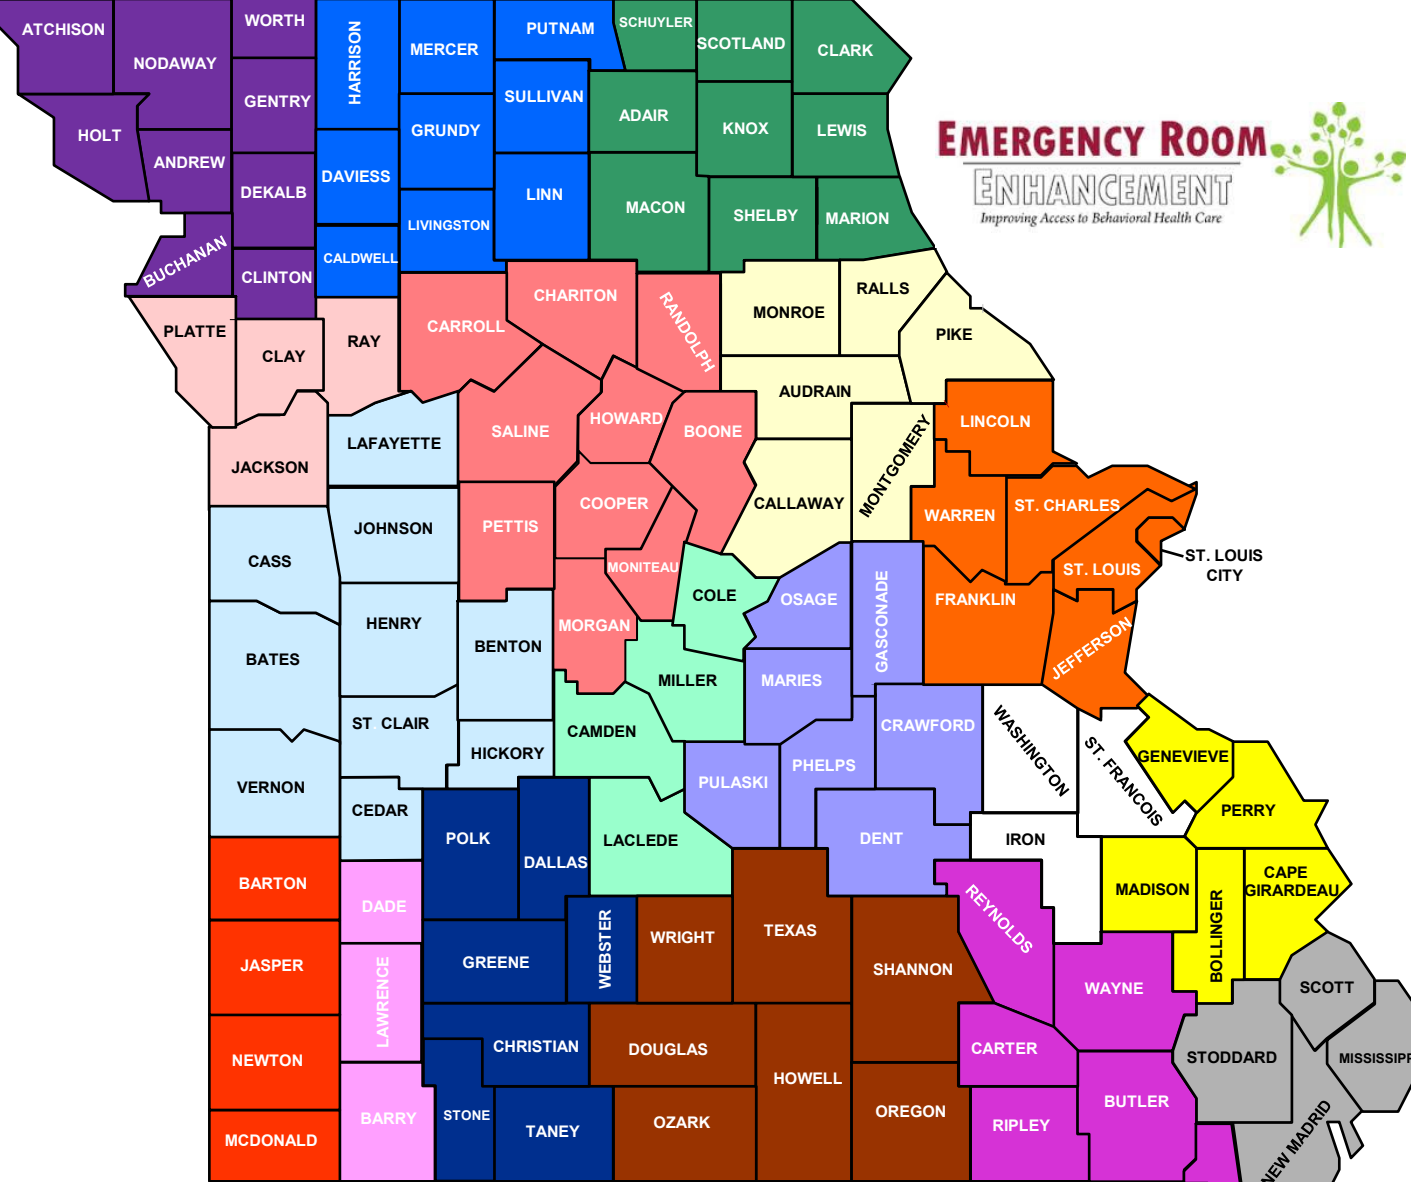 ATCHISON
NODAWAY
WORTH
HARRISON
MERCER
PUTNAM
SCHUYLER
SCOTLAND
CLARK
GENTRY
SULLIVAN
HOLT
ANDREW
GRUNDY
ADAIR
KNOX
LEWIS
EMERGENCY ROOM
ENHANCEMENT
Improving Access to Behavioral Health Care
DEKALB
DAVIESS
LINN
MACON
SHELBY
MARION
LIVINGSTON
BUCHANAN
CLINTON
CALDWELL
CHARITON
RANDOLPH
MONROE
RALLS
PIKE
PLATTE
CLAY
RAY
CARROLL
AUDRAIN
LAFAYETTE
SALINE
HOWARD
BOONE
MONTGOMERY
LINCOLN
JACKSON
COOPER
CALLAWAY
WARREN
ST. CHARLES
JOHNSON
PETTIS
CASS
MONITEAU
COLE
OSAGE
GASCONADE
FRANKLIN
ST. LOUIS
ST. LOUIS
CITY
HENRY
BENTON
MORGAN
JEFFERSON
BATES
MILLER
MARIES
ST CLAIR
CAMDEN
CRAWFORD
WASHINGTON
ST. FRANCOIS
GENEVIEVE
HICKORY
PULASKI
PHELPS
VERNON
CEDAR
POLK
DALLAS
LACLEDE
DENT
IRON
PERRY
BARTON
DADE
MADISON
CAPE
GIRARDEAU
REYNOLDS
BOLLINGER
JASPER
LAWRENCE
GREENE
WEBSTER
WRIGHT
TEXAS
SHANNON
WAYNE
SCOTT
NEWTON
CHRISTIAN
DOUGLAS
HOWELL
CARTER
STODDARD
MISSISSIPP
MCDONALD
BARRY
STONE
TANEY
OZARK
OREGON
RIPLEY
BUTLER
NEW MADRID